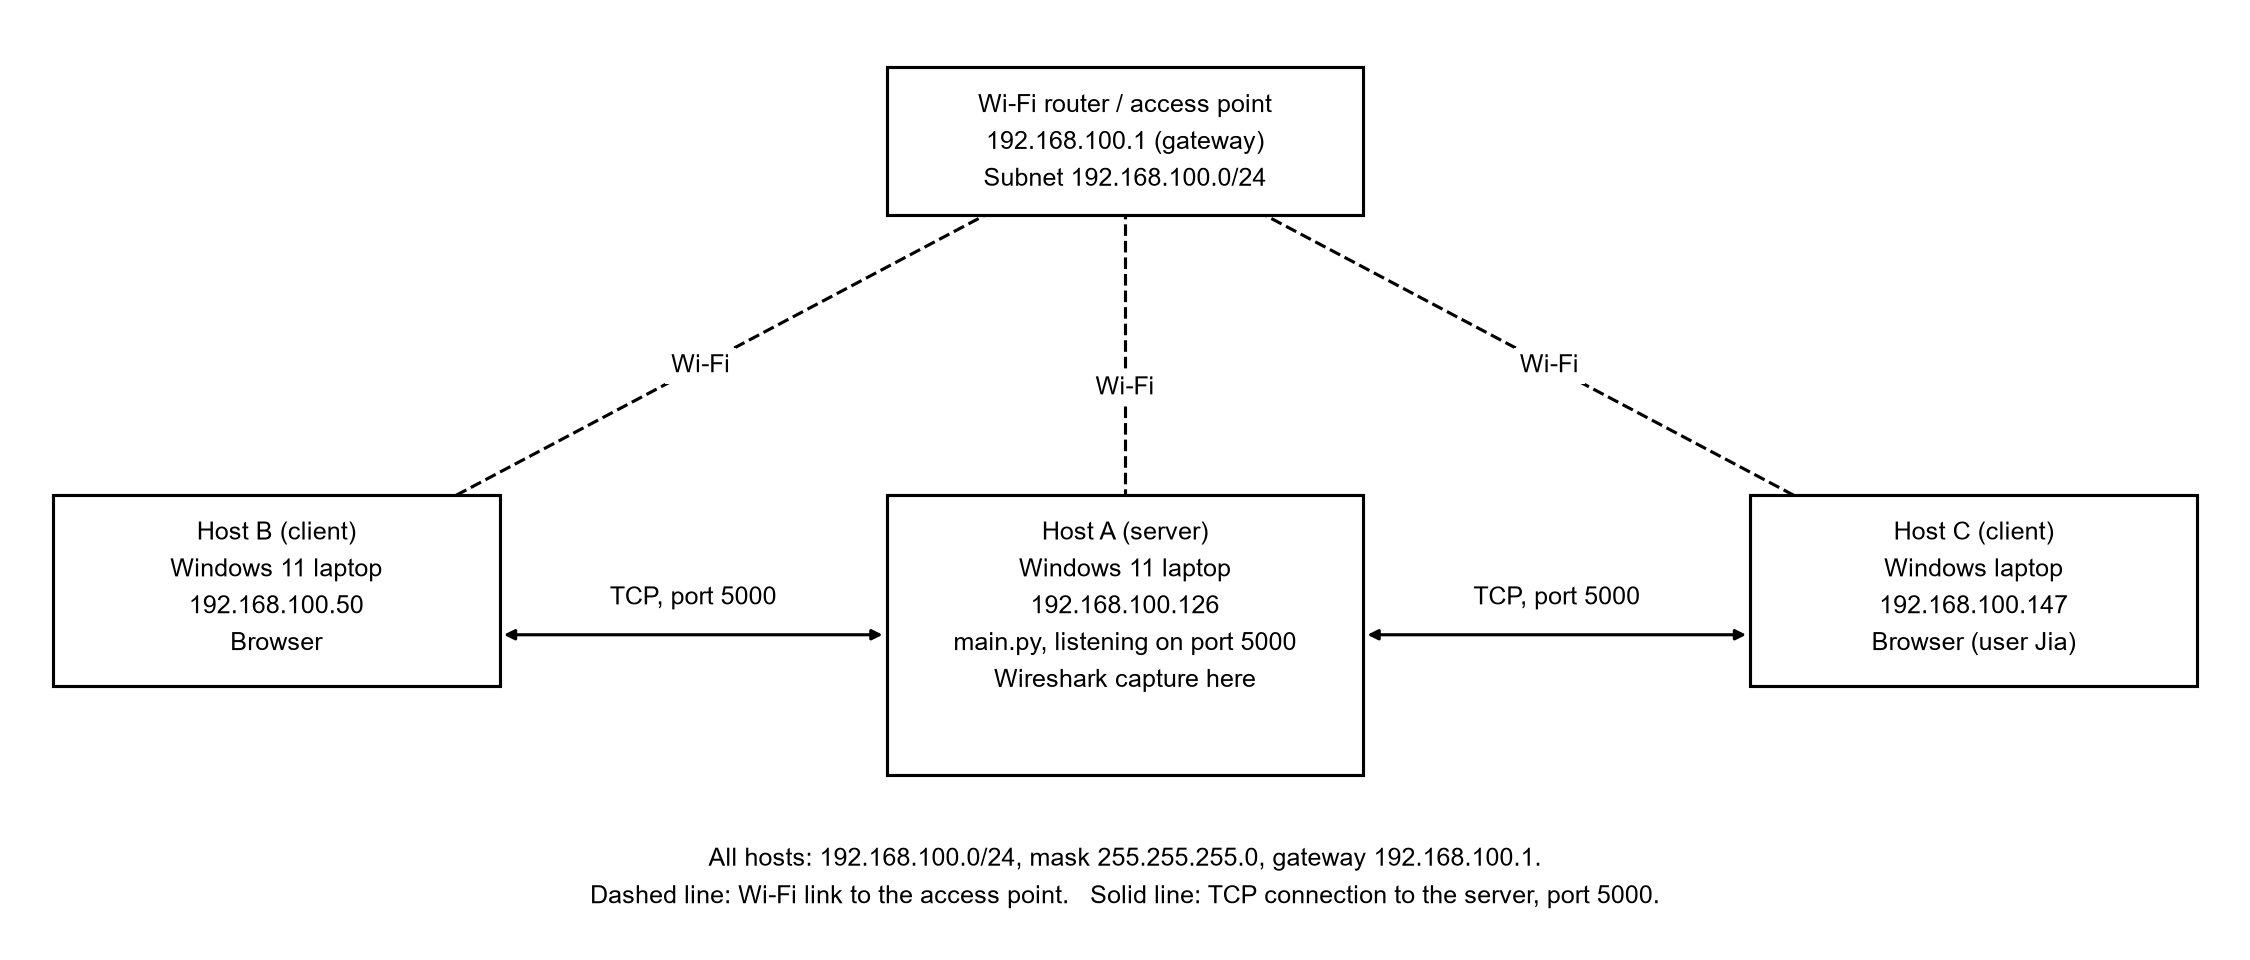 Wi-Fi router / access point
192.168.100.1 (gateway)
Subnet 192.168.100.0/24
Wi-Fi
Wi-Fi
Wi-Fi
Host B (client)
Windows 11 laptop
192.168.100.50
Browser
TCP, port 5000
Host A (server)
Windows 11 laptop
192.168.100.126
main.py, listening on port 5000
Wireshark capture here
TCP, port 5000
Host C (client)
Windows laptop
192.168.100.147
Browser (user Jia)
All hosts: 192.168.100.0/24, mask 255.255.255.0, gateway 192.168.100.1.
Dashed line: Wi-Fi link to the access point.   Solid line: TCP connection to the server, port 5000.